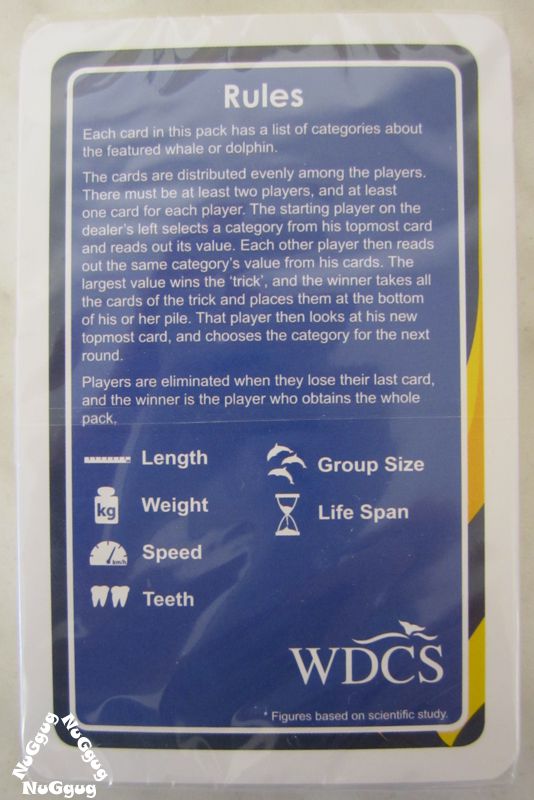 Rules
Each card in this pack has a list of categories about
the featured whale or dolphin.
The cards are distributed evenly among the players.
There must be at least two players, and at least
one card for each player. The starting player on the
dealer's left selects a category from his topmost card
and reads out its value. Each other player then reads
out the same category's value from his cards. The
largest value wins the 'trick', and the winner takes all
the cards of the trick and places them at the bottom
of his or her pile. That player then looks at his new
topmost card, and chooses the category for the next
round.
Players are eliminated when they lose their last card,
and the winner is the player who obtains the whole
pack.
Length
kg Weight
km/h Speed
Teeth
Group Size
Life Span
WDCS
* Figures based on scientific study.
NuGgug
NuGgug
NuGgug